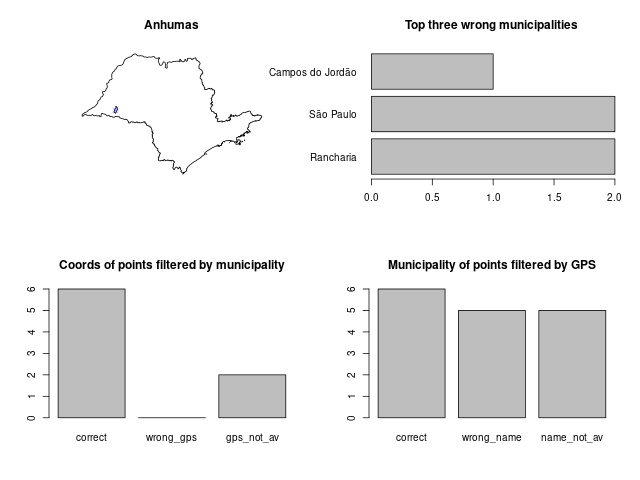 Anhumas
Top three wrong municipalities
Campos do Jordão
São Paulo
Rancharia
0.0 0.5 1.0 1.5 2.0
Coords of points filtered by municipality
6
5
4
3
2
1
0
correct wrong_gps gps_not_av
Municipality of points filtered by GPS
6
5
4
3
2
1
0
correct wrong_name name_not_av